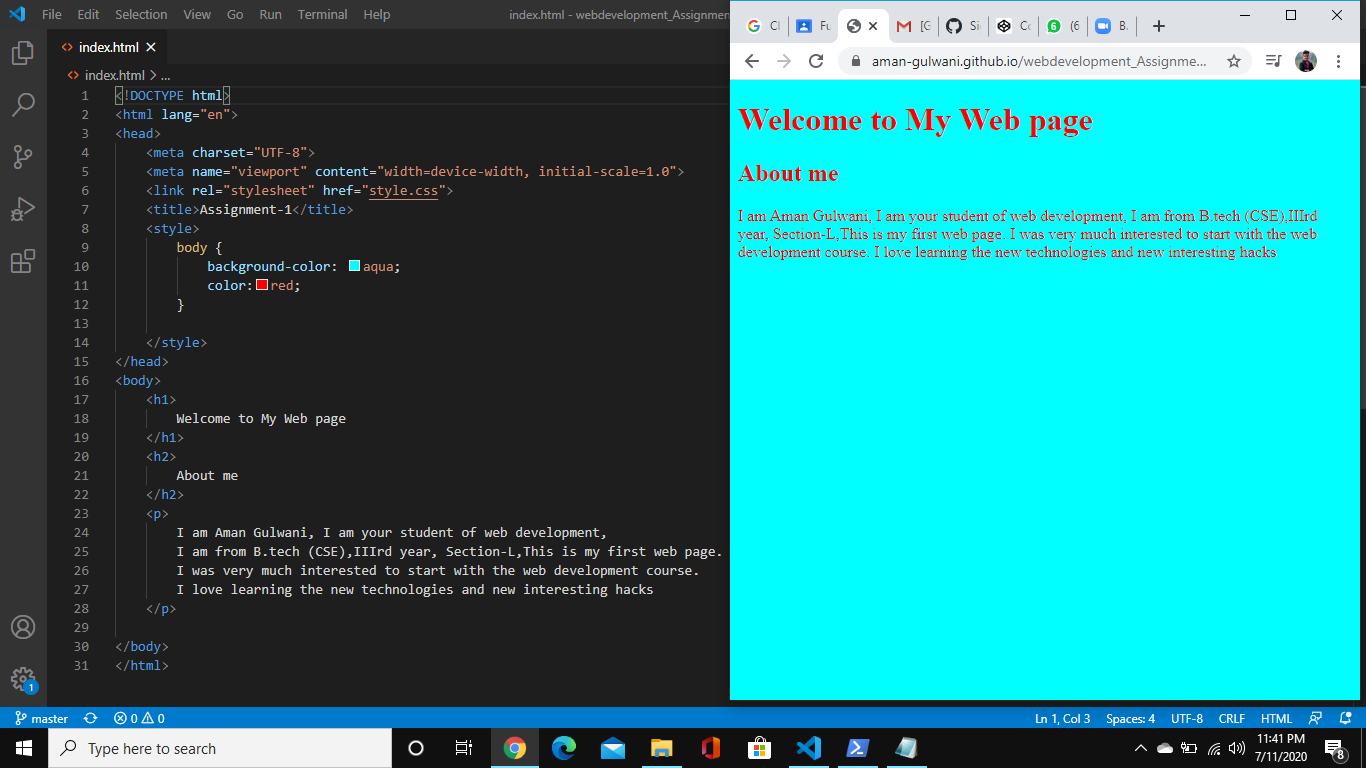 File Edit Selection View Go Run Terminal Help index.html - webdevelopment_Assignmen
index.html
index.html > ...
1 <!DOCTYPE html>
2 <html lang="en">
3 <head>
4 <meta charset="UTF-8">
5 <meta name="viewport" content="width=device-width, initial-scale=1.0">
6 <link rel="stylesheet" href="style.css">
7 <title>Assignment-1</title>
8 <style>
9 body {
10 background-color: aqua;
11 color:red;
12 }
13
14 </style>
15 </head>
16 <body>
17 <h1>
18 Welcome to My Web page
19 </h1>
20 <h2>
21 About me
22 </h2>
23 <p>
24 I am Aman Gulwani, I am your student of web development,
25 I am from B.tech (CSE),IIIrd year, Section-L,This is my first web page.
26 I was very much interested to start with the web development course.
27 I love learning the new technologies and new interesting hacks
28 </p>
29
30 </body>
31 </html>
Cl Fu [G Si Co (6 B.
aman-gulwani.github.io/webdevelopment_Assignme...
Welcome to My Web page
About me
I am Aman Gulwani, I am your student of web development, I am from B.tech (CSE),IIIrd
year, Section-L,This is my first web page. I was very much interested to start with the web
development course. I love learning the new technologies and new interesting hacks
1
master 0 0 Ln 1, Col 3 Spaces: 4 UTF-8 CRLF HTML
Type here to search
11:41 PM
7/11/2020
8